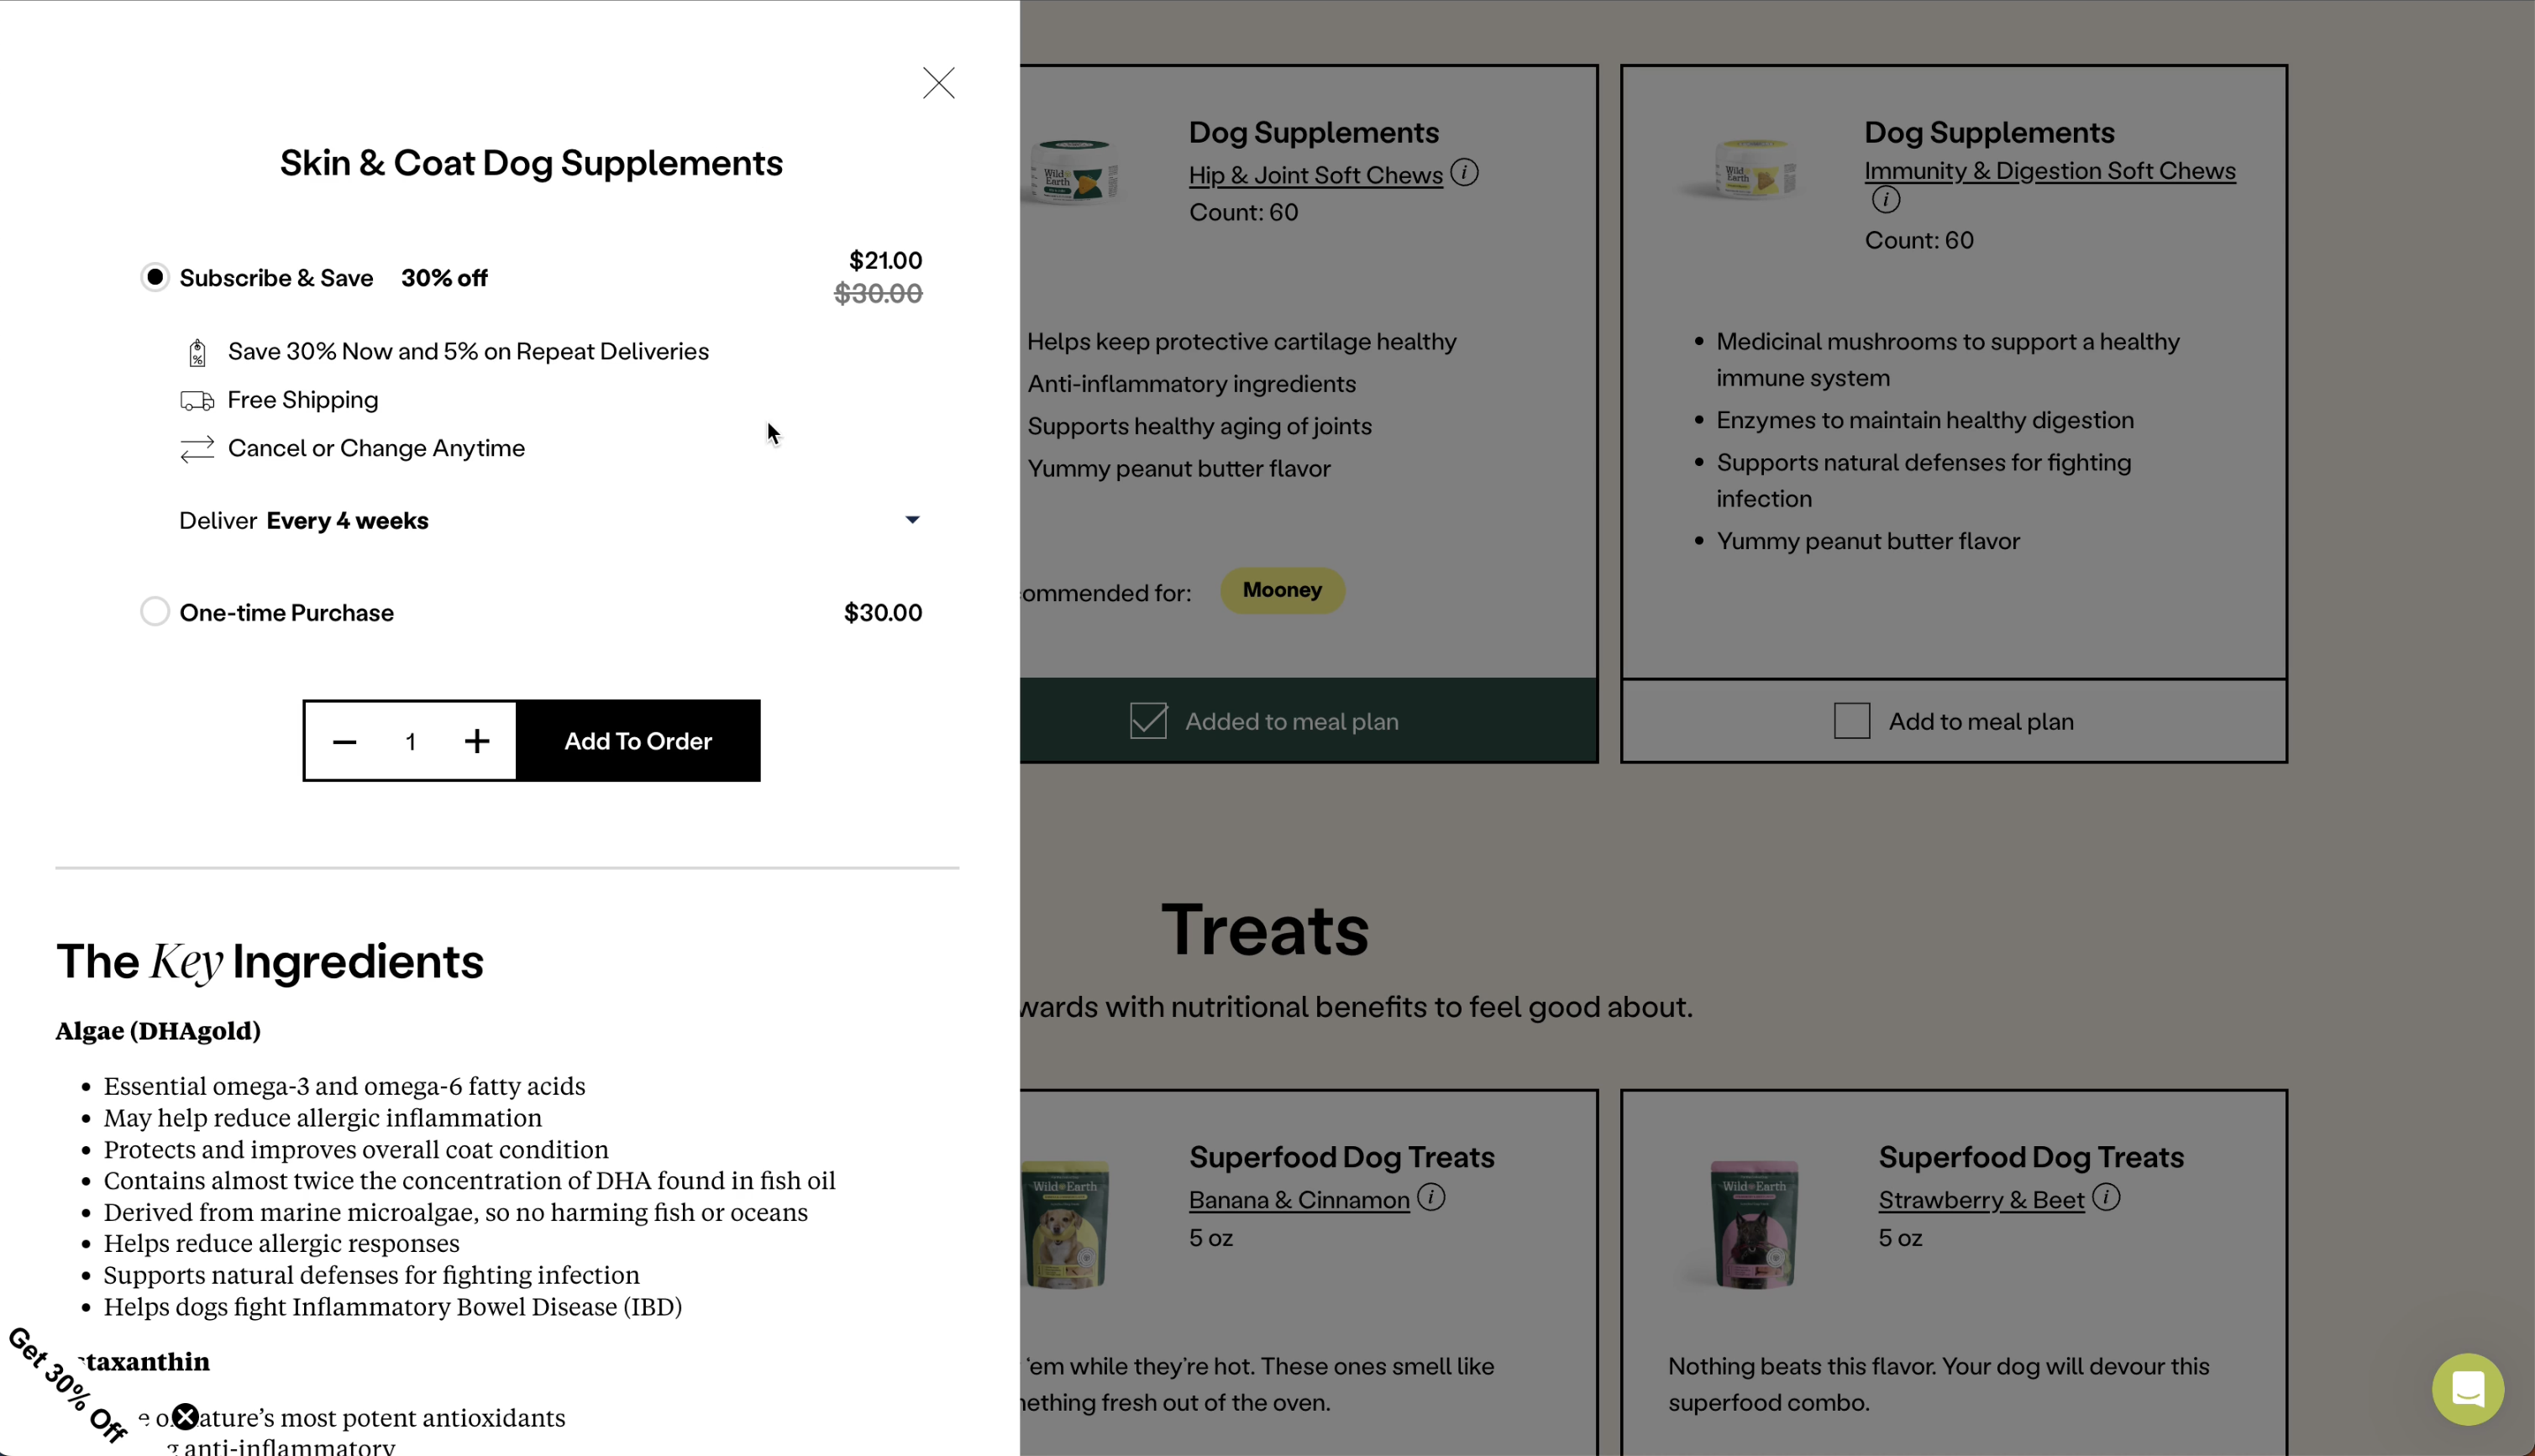 Skin & Coat Dog Supplements
Subscribe & Save 30% off
$21.00
$30.00
Save 30% Now and 5% on Repeat Deliveries
Free Shipping
Cancel or Change Anytime
Deliver Every 4 weeks
One-time Purchase $30.00
1
Add To Order
The Key Ingredients
Algae (DHAgold)
Essential omega-3 and omega-6 fatty acids
May help reduce allergic inflammation
Protects and improves overall coat condition
Contains almost twice the concentration of DHA found in fish oil
Derived from marine microalgae, so no harming fish or oceans
Helps reduce allergic responses
Supports natural defenses for fighting infection
Helps dogs fight Inflammatory Bowel Disease (IBD)
taxanthin
ature's most potent antioxidants
anti-inflammatory
Get 30% Off
Dog Supplements
Hip & Joint Soft Chews
Count: 60
Wild Earth
Helps keep protective cartilage healthy
Anti-inflammatory ingredients
Supports healthy aging of joints
Yummy peanut butter flavor
ommended for: Mooney
Added to meal plan
Dog Supplements
Immunity & Digestion Soft Chews
Count: 60
Wild Earth
Medicinal mushrooms to support a healthy
immune system
Enzymes to maintain healthy digestion
Supports natural defenses for fighting
infection
Yummy peanut butter flavor
Add to meal plan
Treats
wards with nutritional benefits to feel good about.
Superfood Dog Treats
Banana & Cinnamon
5 oz
Wild Earth
'em while they're hot. These ones smell like
ething fresh out of the oven.
Superfood Dog Treats
Strawberry & Beet
5 oz
Wild Earth
Nothing beats this flavor. Your dog will devour this
superfood combo.